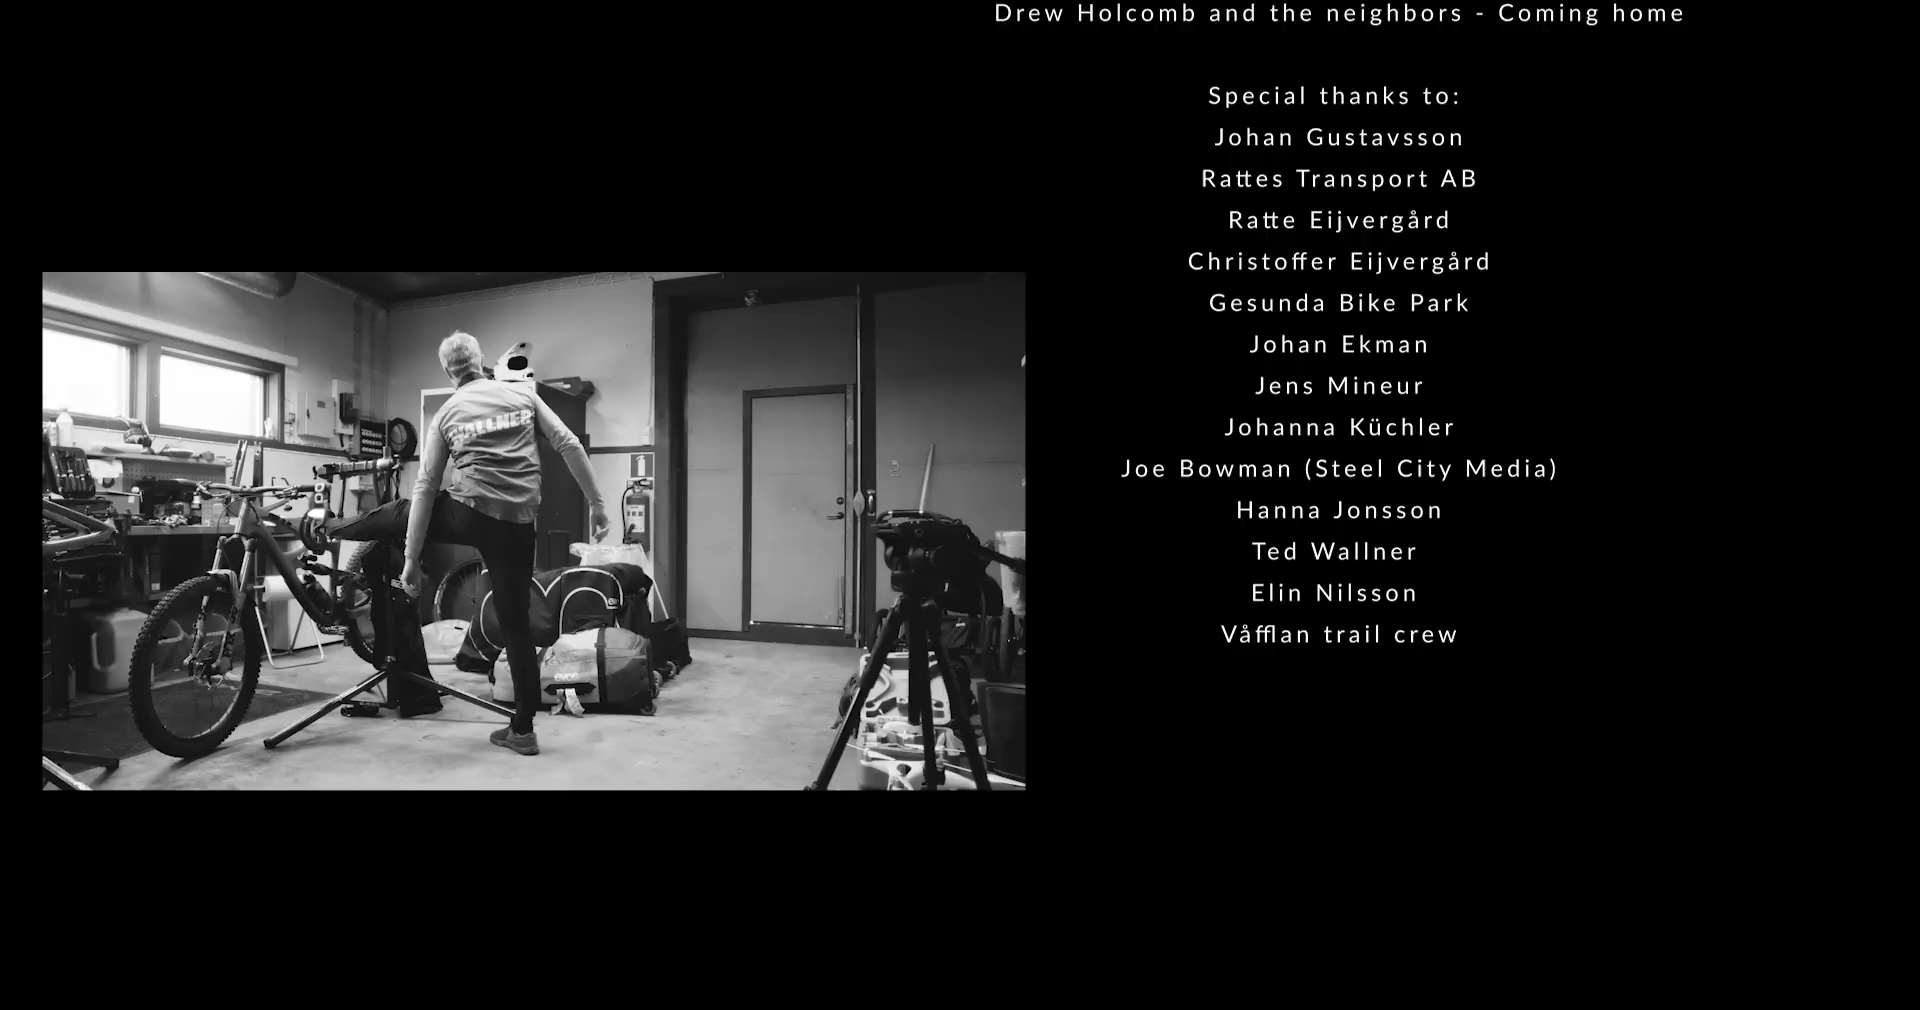 Drew Holcomb and the neighbors - Coming home
Special thanks to:
Johan Gustavsson
Rattes Transport AB
Ratte Eijvergård
Christoffer Eijvergård
Gesunda Bike Park
Johan Ekman
Jens Mineur
Johanna Küchler
Joe Bowman (Steel City Media)
Hanna Jonsson
Ted Wallner
Elin Nilsson
Våfflan trail crew
WALLNER
evoc